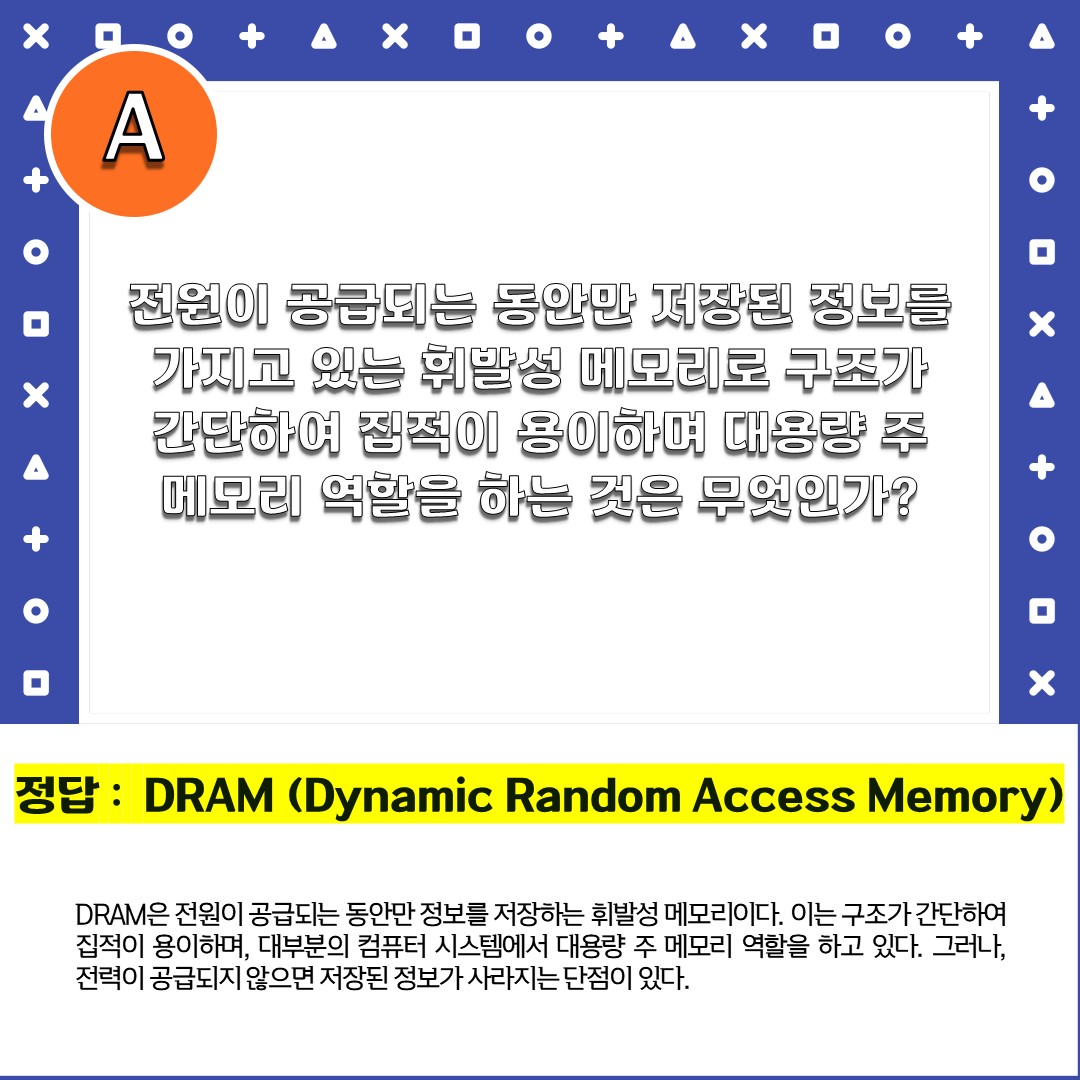 A
전원이 공급되는 동안만 저장된 정보를
가지고 있는 휘발성 메모리로 구조가
간단하여 집적이 용이하며 대용량 주
메모리 역할을 하는 것은 무엇인가?
정답 : DRAM (Dynamic Random Access Memory)
DRAM은 전원이 공급되는 동안만 정보를 저장하는 휘발성 메모리이다. 이는 구조가 간단하여
집적이 용이하며, 대부분의 컴퓨터 시스템에서 대용량 주 메모리 역할을 하고 있다. 그러나,
전력이 공급되지 않으면 저장된 정보가 사라지는 단점이 있다.